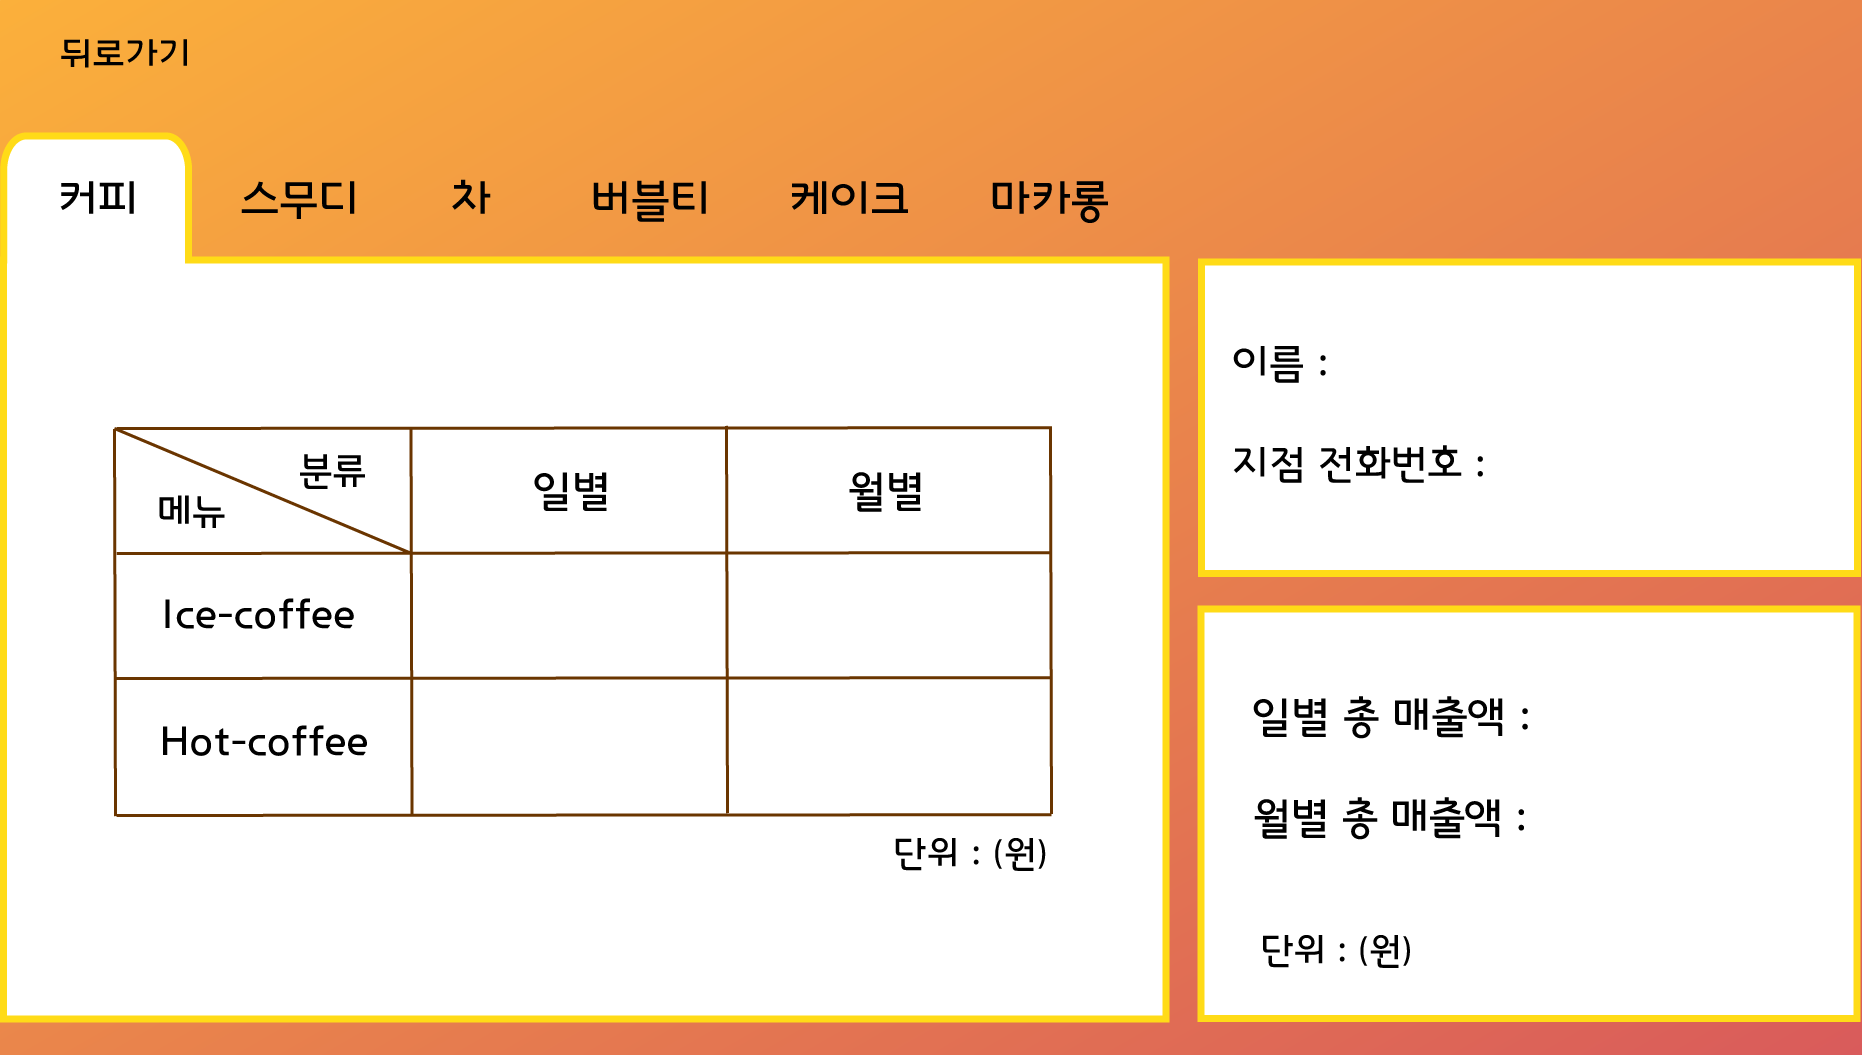 뒤로가기
커피 스무디 차 버블티 케이크 마카롱
분류
메뉴
일별 월별
Ice-coffee
Hot-coffee
단위 : (원)
이름 :
지점 전화번호 :
일별 총 매출액 :
월별 총 매출액 :
단위 : (원)